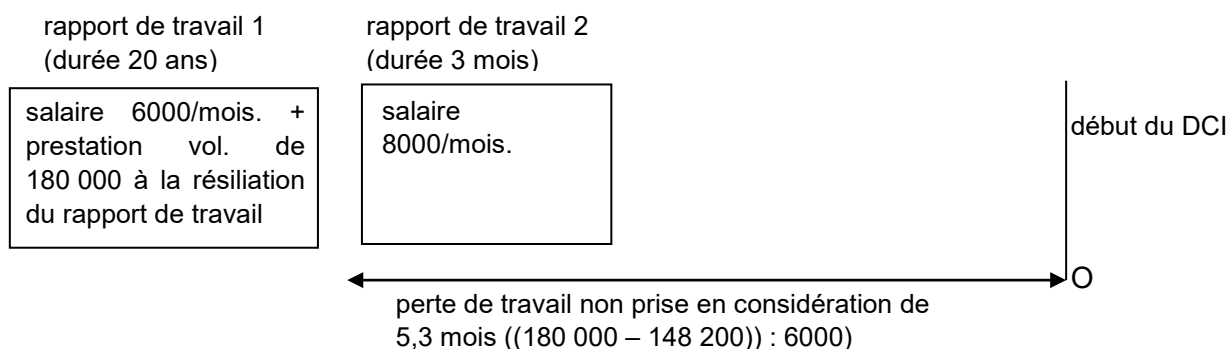 rapport de travail 1
(durée 20 ans)
salaire 6000/mois. +
prestation vol. de
180 000 à la résiliation
du rapport de travail
rapport de travail 2
(durée 3 mois)
salaire
8000/mois.
début du DCI
O
perte de travail non prise en considération de
5,3 mois ((180 000 – 148 200)) : 6000)